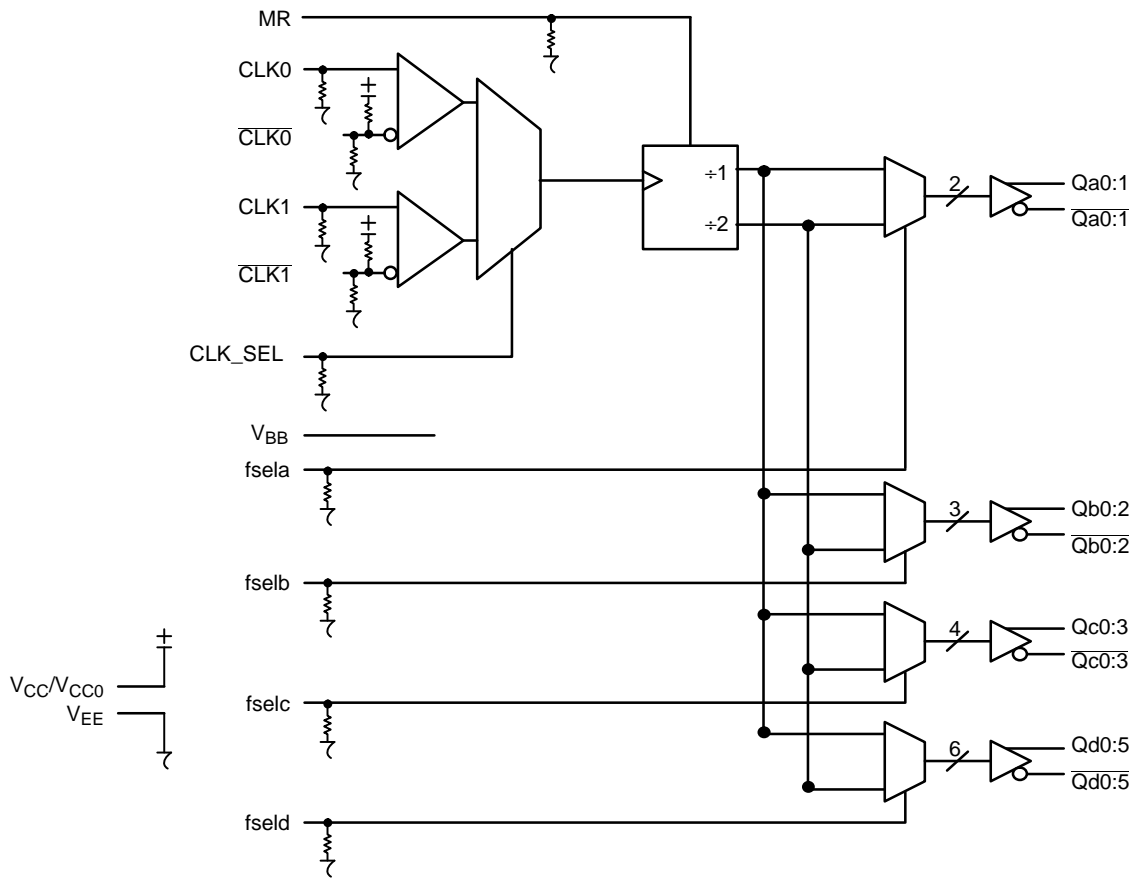 MR
CLK0
CLK0
CLK1
CLK1
CLK_SEL
VBB
fsela
fselb
fselc
fseld
VCC/VCC0
VEE
÷1
÷2
2
3
4
6
Qa0:1
Qa0:1
Qb0:2
Qb0:2
Qc0:3
Qc0:3
Qd0:5
Qd0:5